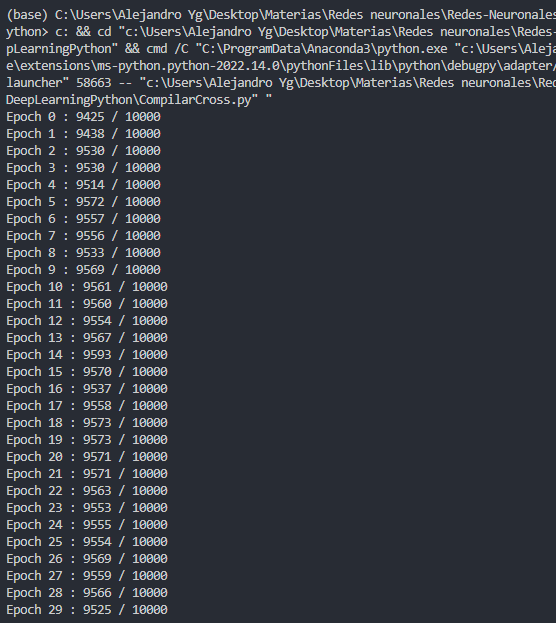 (base) C:\Users\Alejandro Yg\Desktop\Materias\Redes neuronales\Redes-Neuronales
ython> c: && cd "c:\Users\Alejandro Yg\Desktop\Materias\Redes neuronales\Redes-
pLearningPython" && cmd /C "C:\ProgramData\Anaconda3\python.exe "c:\Users\Aleja
e\extensions\ms-python.python-2022.14.0\pythonFiles\lib\python\debugpy\adapter/
launcher" 58663 -- "c:\Users\Alejandro Yg\Desktop\Materias\Redes neuronales\Red
DeepLearningPython\CompilarCross.py" "
Epoch 0 : 9425 / 10000
Epoch 1 : 9438 / 10000
Epoch 2 : 9530 / 10000
Epoch 3 : 9530 / 10000
Epoch 4 : 9514 / 10000
Epoch 5 : 9572 / 10000
Epoch 6 : 9557 / 10000
Epoch 7 : 9556 / 10000
Epoch 8 : 9533 / 10000
Epoch 9 : 9569 / 10000
Epoch 10 : 9561 / 10000
Epoch 11 : 9560 / 10000
Epoch 12 : 9554 / 10000
Epoch 13 : 9567 / 10000
Epoch 14 : 9593 / 10000
Epoch 15 : 9570 / 10000
Epoch 16 : 9537 / 10000
Epoch 17 : 9558 / 10000
Epoch 18 : 9573 / 10000
Epoch 19 : 9573 / 10000
Epoch 20 : 9571 / 10000
Epoch 21 : 9571 / 10000
Epoch 22 : 9563 / 10000
Epoch 23 : 9553 / 10000
Epoch 24 : 9555 / 10000
Epoch 25 : 9554 / 10000
Epoch 26 : 9569 / 10000
Epoch 27 : 9559 / 10000
Epoch 28 : 9566 / 10000
Epoch 29 : 9525 / 10000